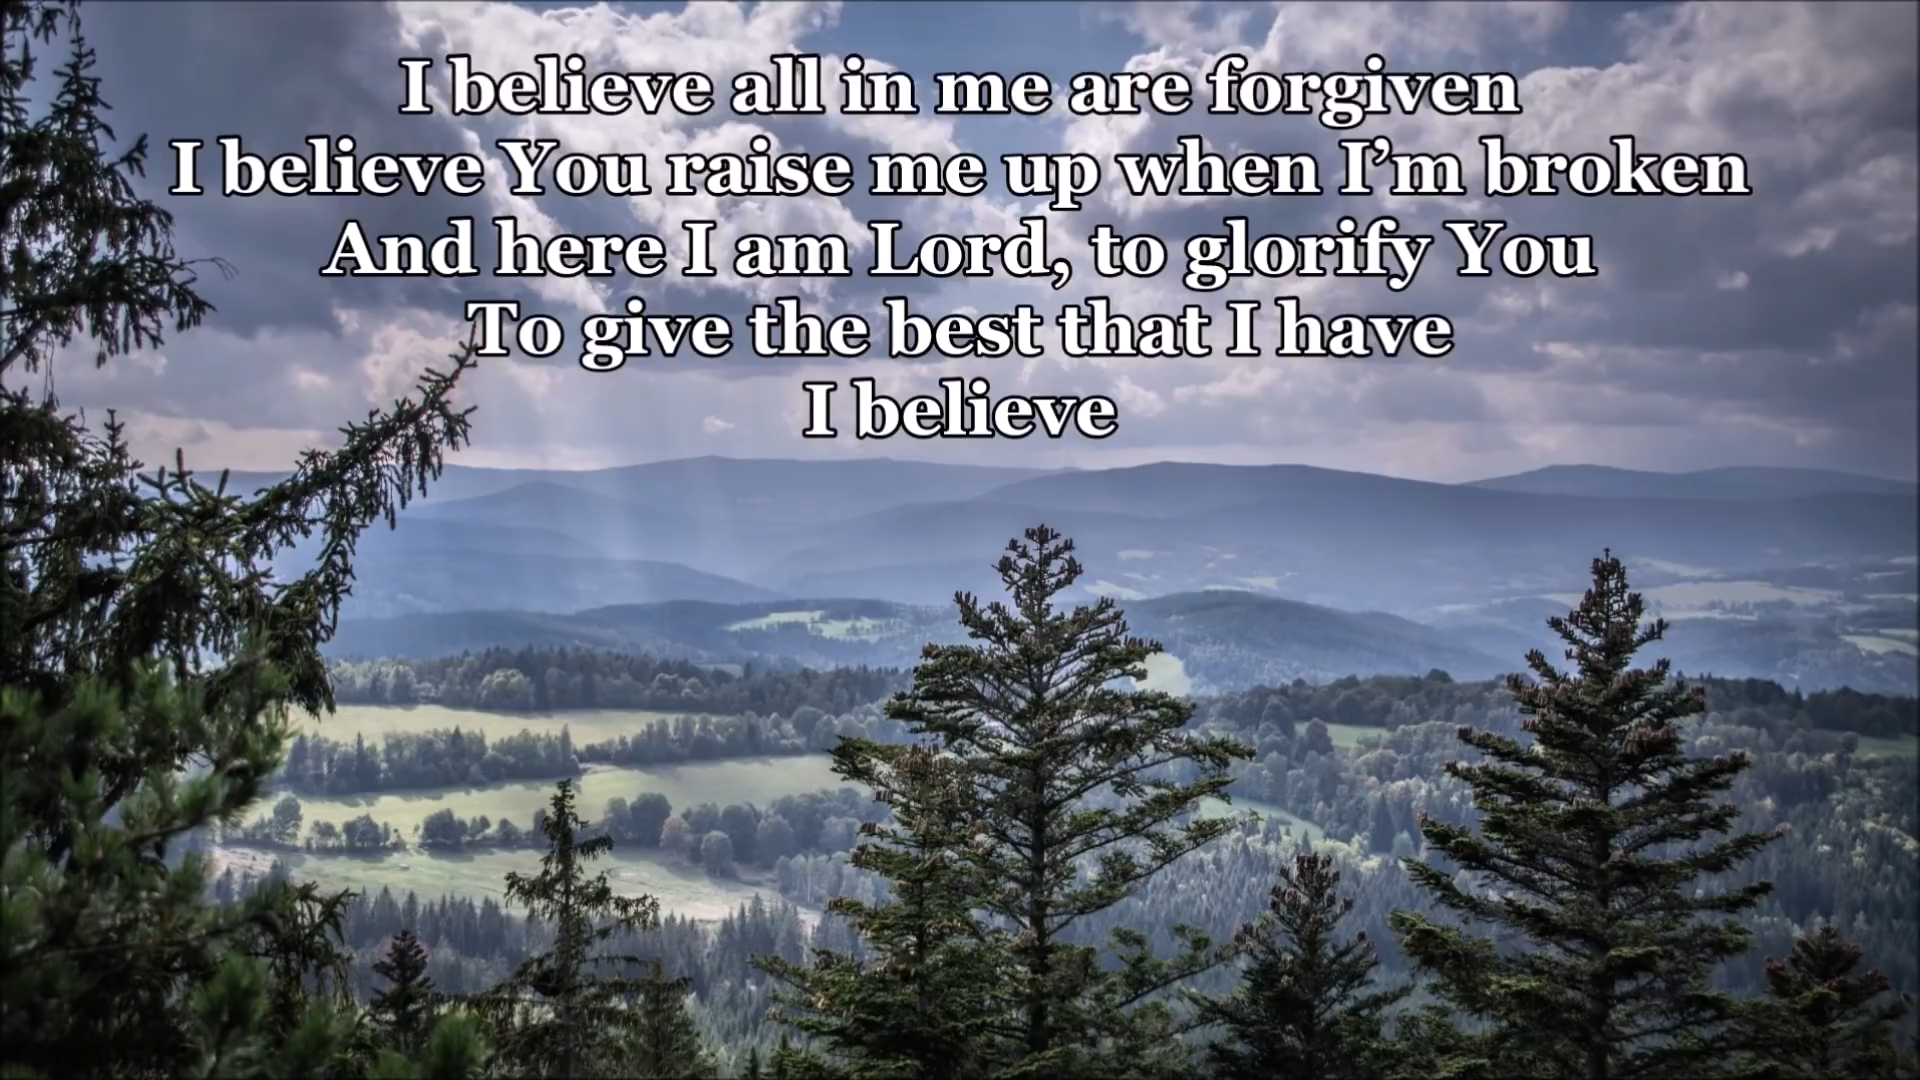 I believe all in me are forgiven
I believe You raise me up when I’m broken
And here I am Lord, to glorify You
To give the best that I have
I believe